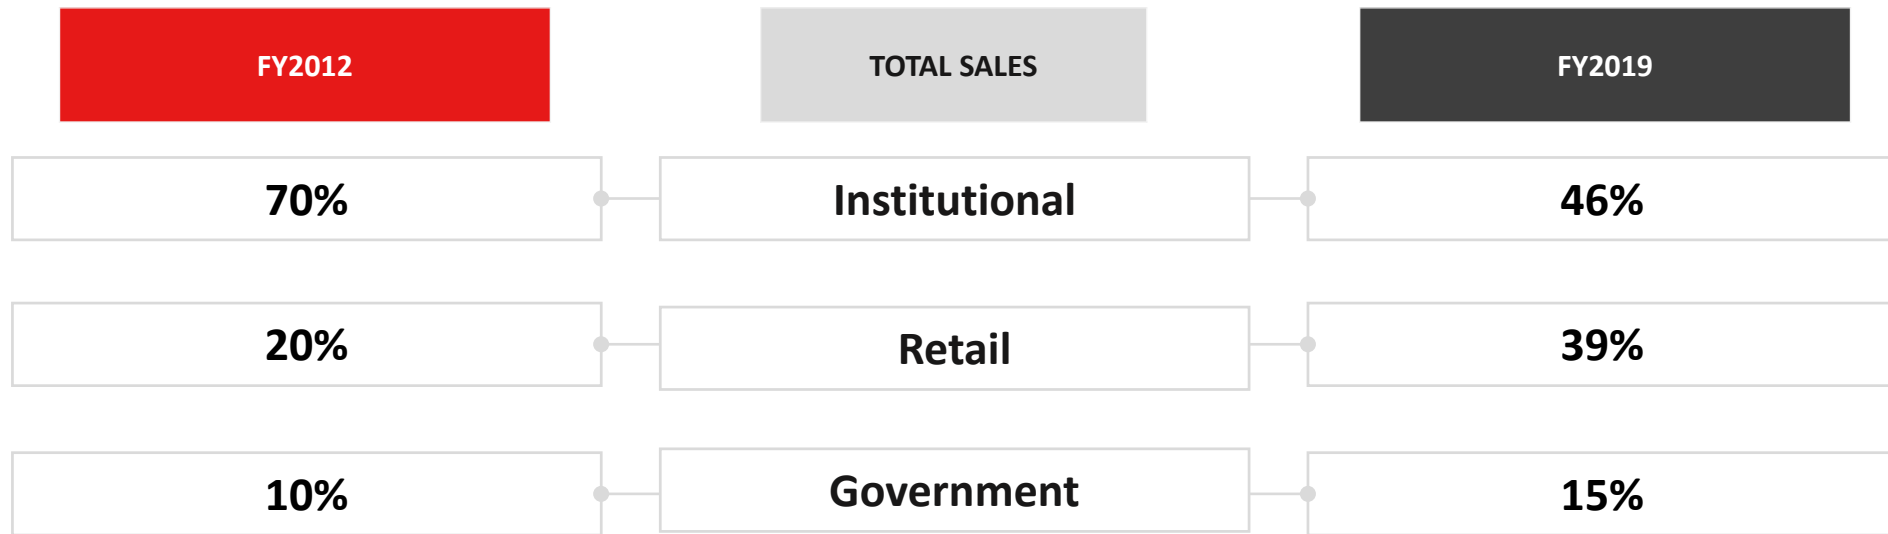 FY2012
TOTAL SALES
FY2019
70%
Institutional
46%
20%
Retail
39%
10%
Government
15%